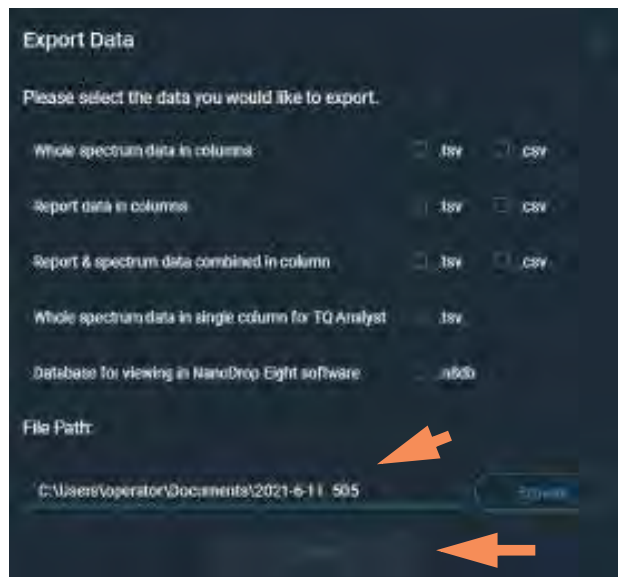 Export Data
Please select the data you would like to export.
Whole spectrum data in columns .tsv .csv
Report data in columns .tsv .csv
Report & spectrum data combined in column .tsv .csv
Whole spectrum data in single column for TQ Analyst .tsv
Database for viewing in NanoDrop Eight software .n8db
File Path:
C:\Users\operator\Documents\2021-6-11 505